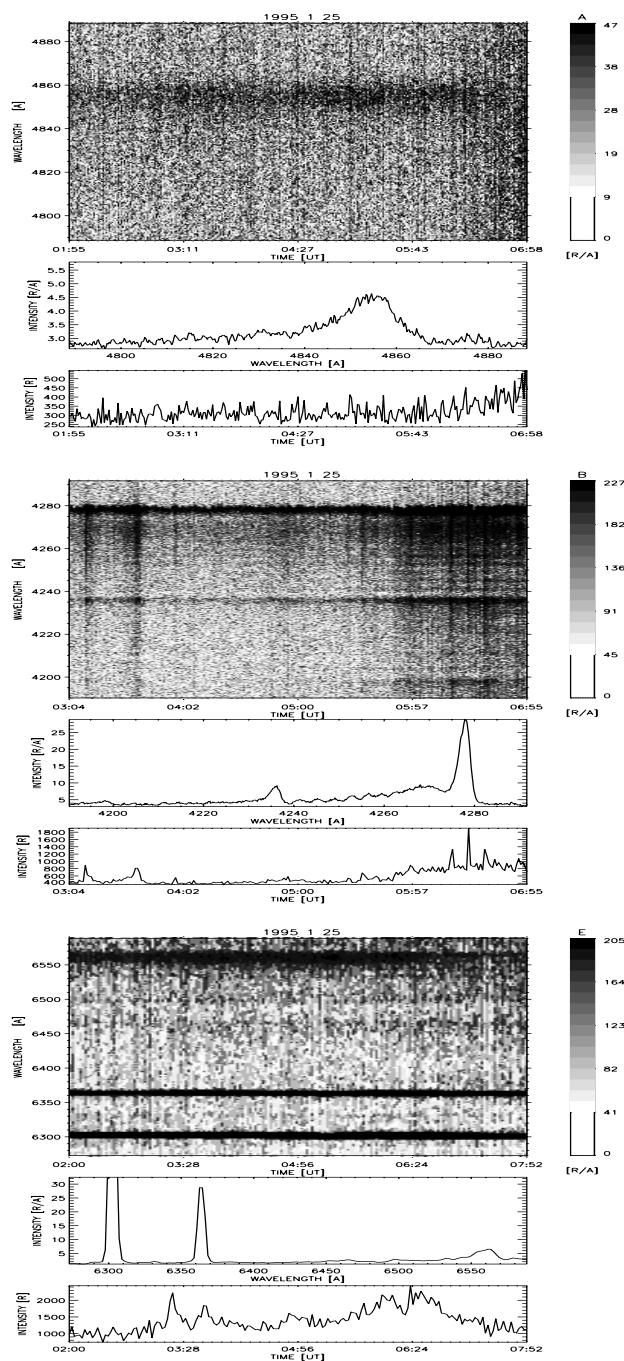 1995 1 25
A
4880
4860
4840
4820
4800
WAVELENGTH [A]
47
38
28
19
9
0
[R/A]
01:55 03:11 04:27 05:43 06:58
TIME [UT]
5.5
5.0
4.5
4.0
3.5
3.0
INTENSITY [R/A]
4800 4820 4840 4860 4880
WAVELENGTH [A]
500
450
400
350
300
250
INTENSITY [R]
01:55 03:11 04:27 05:43 06:58
TIME [UT]
1995 1 25
B
4280
4260
4240
4220
4200
WAVELENGTH [A]
227
182
136
91
45
0
[R/A]
03:04 04:02 05:00 05:57 06:55
TIME [UT]
25
20
15
10
5
INTENSITY [R/A]
4200 4220 4240 4260 4280
WAVELENGTH [A]
1800
1600
1400
1200
1000
800
600
400
INTENSITY [R]
03:04 04:02 05:00 05:57 06:55
TIME [UT]
1995 1 25
E
6550
6500
6450
6400
6350
6300
WAVELENGTH [A]
205
164
123
82
41
0
[R/A]
02:00 03:28 04:56 06:24 07:52
TIME [UT]
30
25
20
15
10
5
INTENSITY [R/A]
6300 6350 6400 6450 6500 6550
WAVELENGTH [A]
2000
1500
1000
INTENSITY [R]
02:00 03:28 04:56 06:24 07:52
TIME [UT]